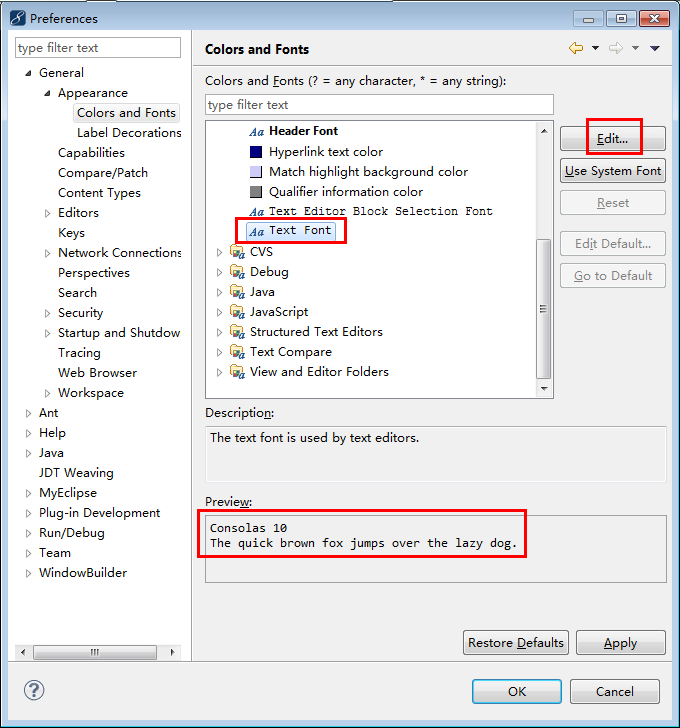 Preferences
type filter text
General
Appearance
Colors and Fonts
Label Decorations
Capabilities
Compare/Patch
Content Types
Editors
Keys
Network Connections
Perspectives
Search
Security
Startup and Shutdow
Tracing
Web Browser
Workspace
Ant
Help
Java
JDT Weaving
MyEclipse
Plug-in Development
Run/Debug
Team
WindowBuilder
Colors and Fonts
Colors and Fonts (? = any character, * = any string):
type filter text
Aa Header Font
Hyperlink text color
Match highlight background color
Qualifier information color
Aa Text Editor Block Selection Font
Aa Text Font
CVS
Debug
Java
JavaScript
Structured Text Editors
Text Compare
View and Editor Folders
Edit...
Use System Font
Reset
Edit Default...
Go to Default
Description:
The text font is used by text editors.
Preview:
Consolas 10
The quick brown fox jumps over the lazy dog.
Restore Defaults
Apply
?
OK
Cancel